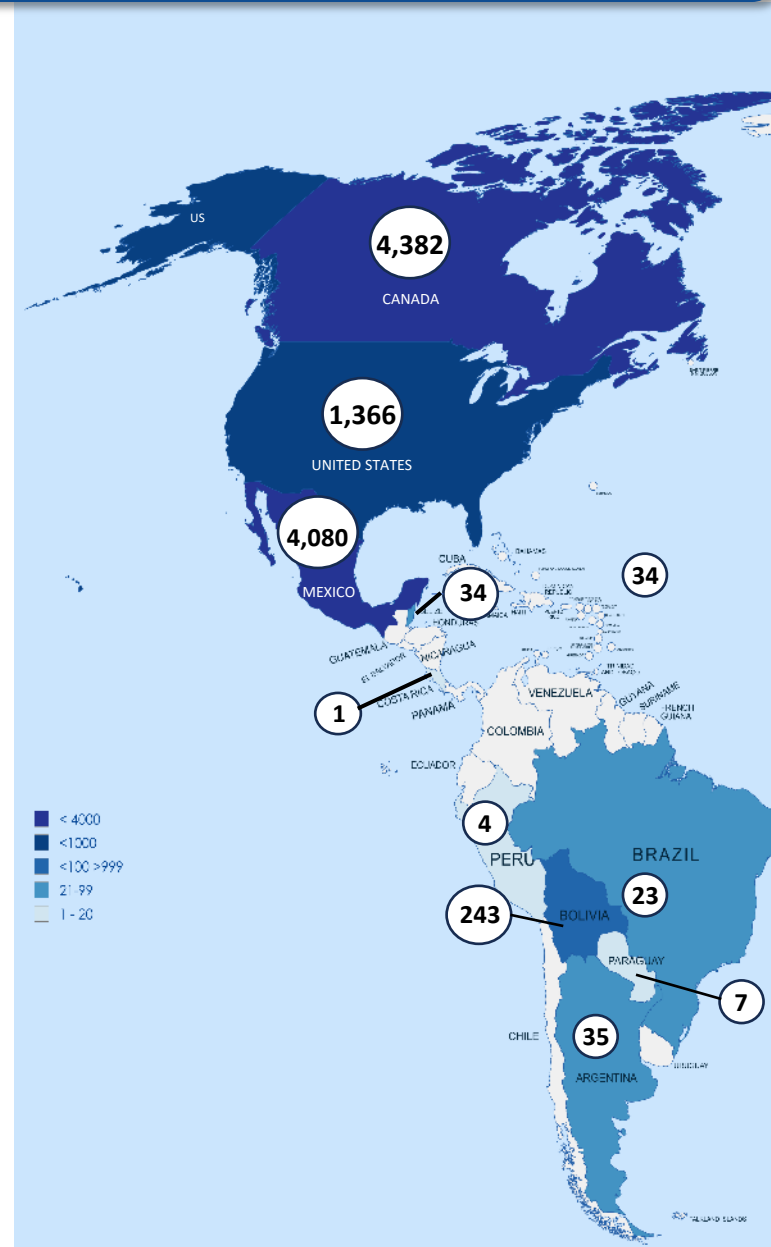 US
4,382
CANADA
1,366
UNITED STATES
4,080
MEXICO
CUBA
BAHAMAS
34
34
HAITI
HONDURAS
GUATEMALA
EL SALVADOR
NICARAGUA
1
COSTA RICA
PANAMA
VENEZUELA
GUYANA
SURINAME
FRENCH
GUIANA
COLOMBIA
ECUADOR
4
PERU
BRAZIL
23
243
BOLIVIA
PARAGUAY
7
CHILE
35
URUGUAY
ARGENTINA
FALKLAND ISLANDS
< 4000
<1000
<100 >999
21-99
1 - 20